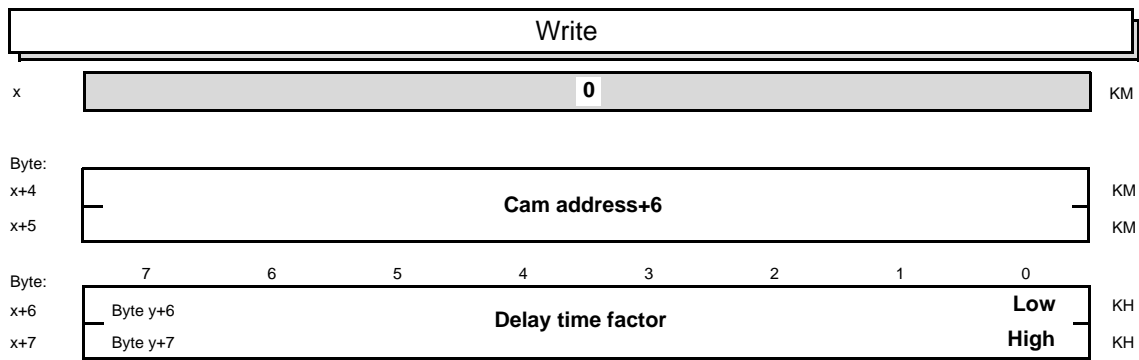 Write
x 0 KM
Byte:
x+4 KM
Cam address+6
x+5 KM
Byte: 7 6 5 4 3 2 1 0
x+6 Byte y+6 Low KH
Delay time factor
x+7 Byte y+7 High KH